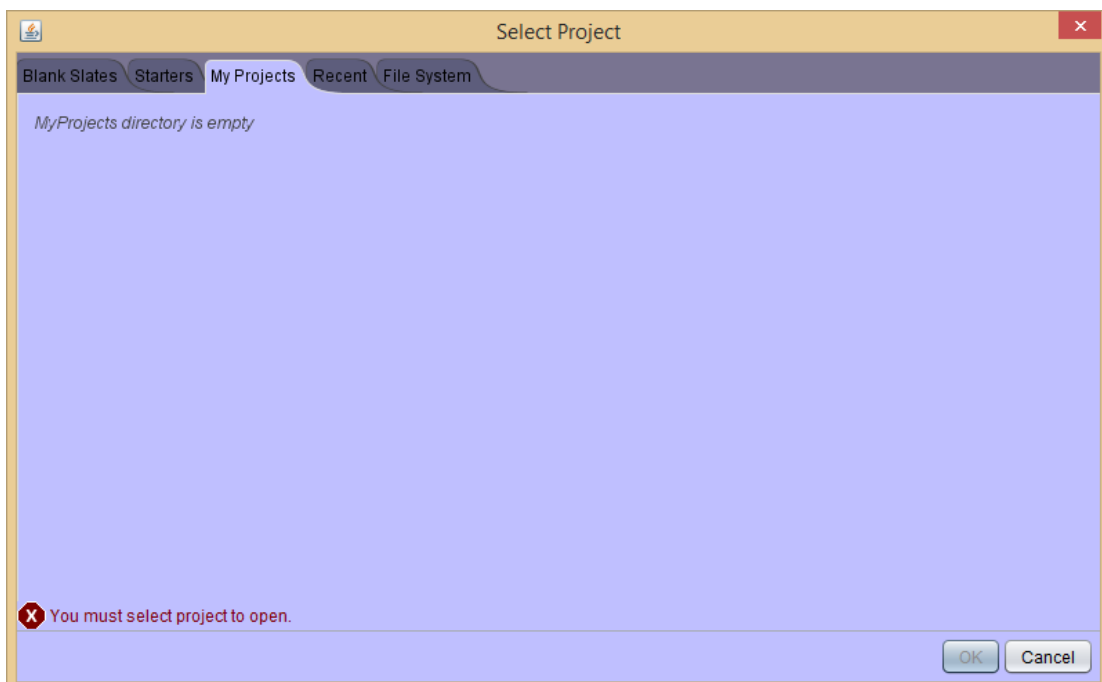 Select Project
Blank Slates Starters My Projects Recent File System
MyProjects directory is empty
X You must select project to open.
OK Cancel